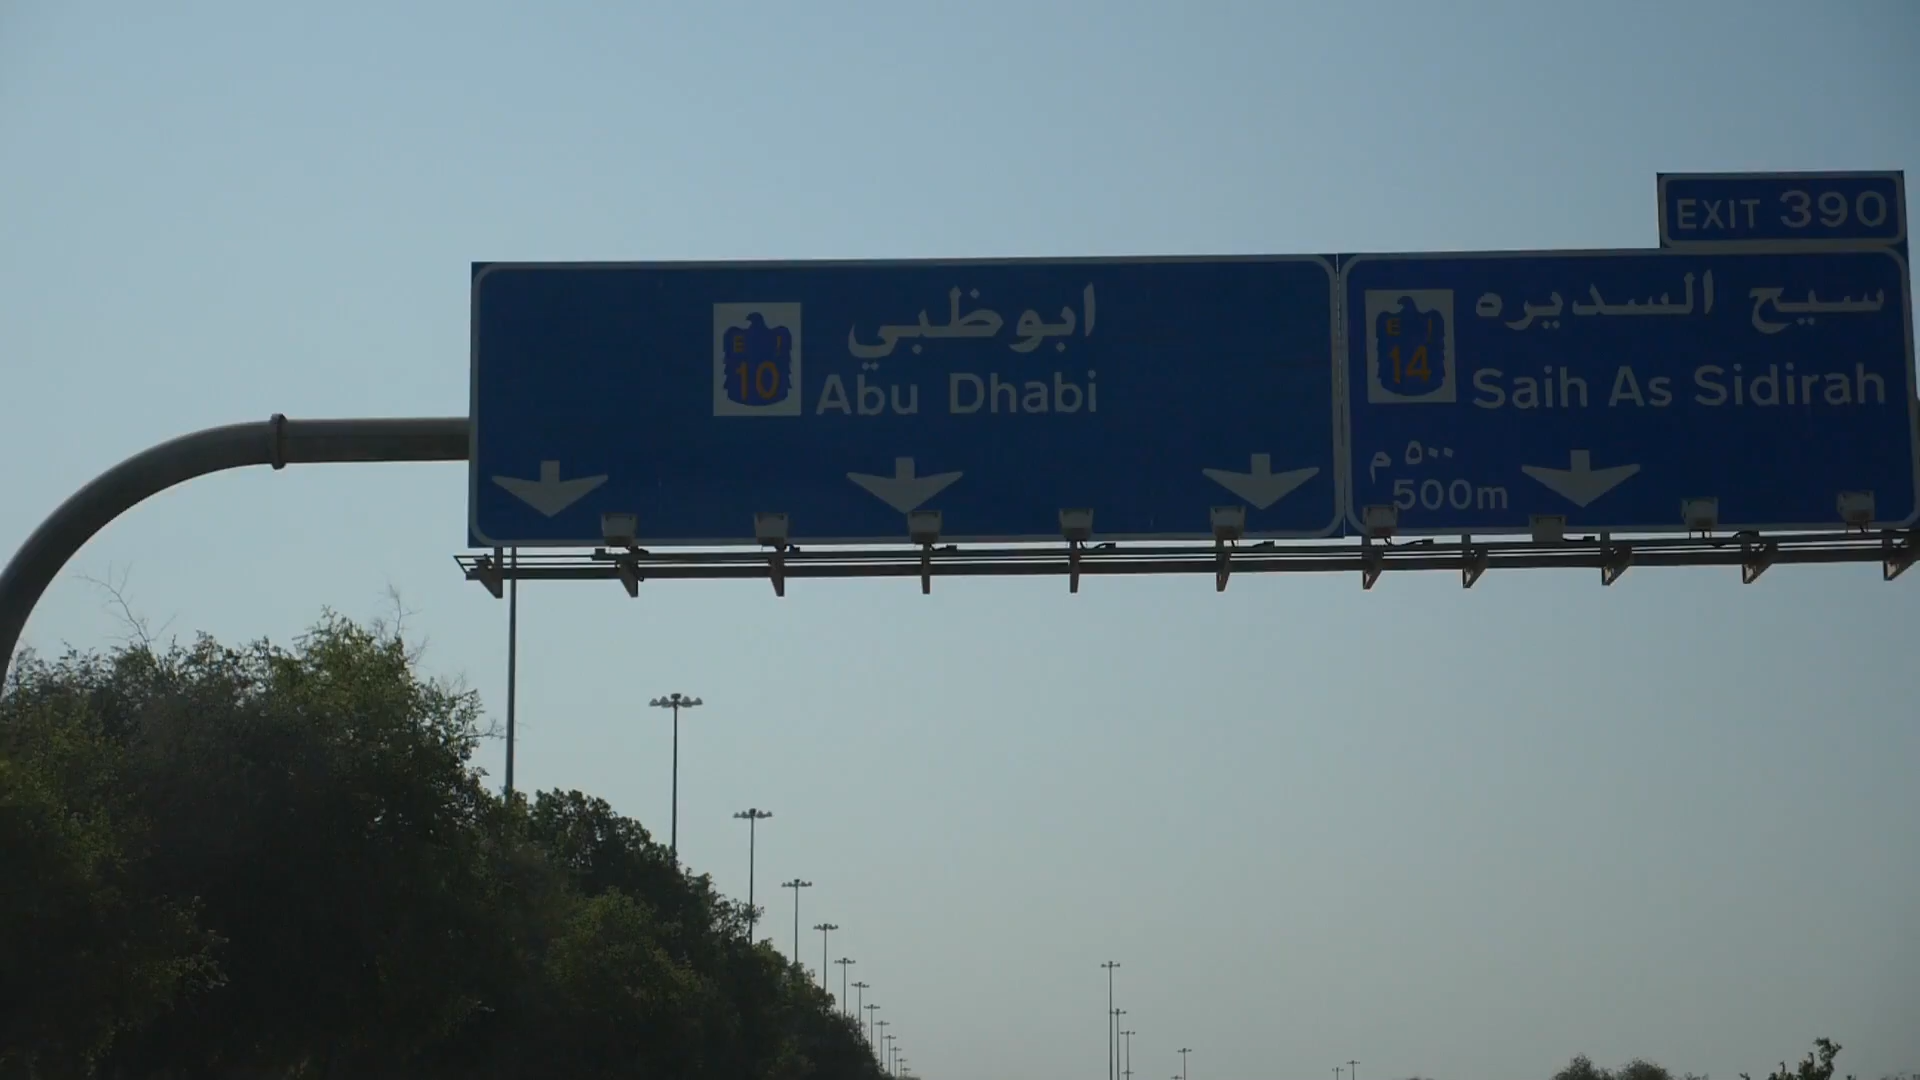 EXIT 390
E 10 ابوظبي
Abu Dhabi
E 14 سيح السديره
Saih As Sidirah
٥٠٠ م
500m